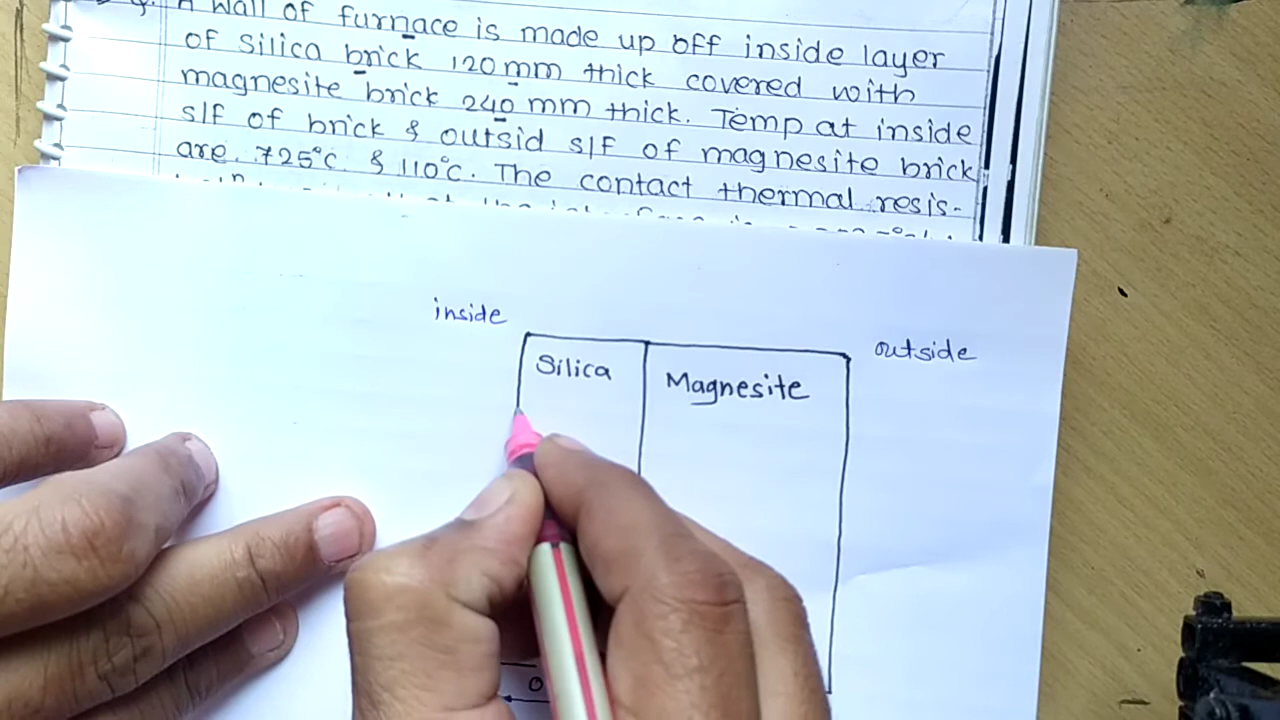 A wall of furnace is made up off inside layer
of Silica brick 120mm thick covered with
magnesite brick 240 mm thick. Temp at inside
s/f of brick & outsid s/f of magnesite brick
are. 725°C. & 110°C. The contact thermal resis-
inside
outside
Silica
Magnesite
0